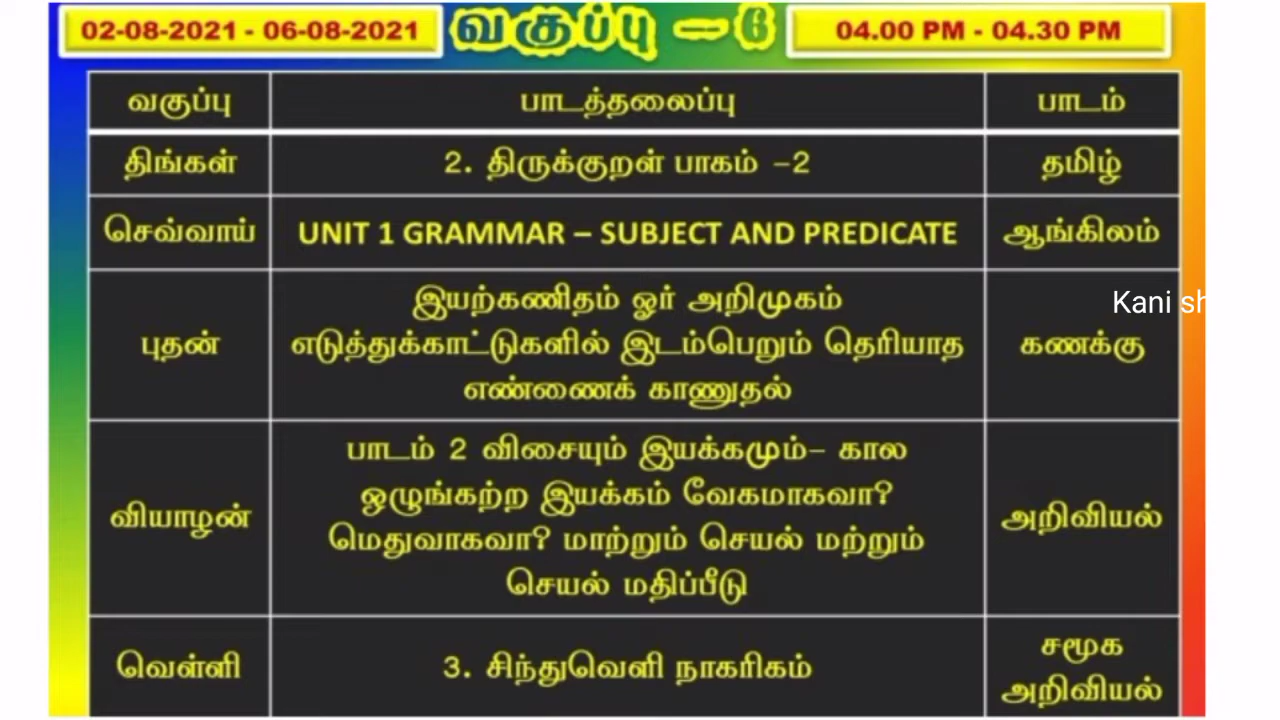 02-08-2021 - 06-08-2021 வகுப்பு – 6 04.00 PM - 04.30 PM
வகுப்பு பாடத்தலைப்பு பாடம்
திங்கள் 2. திருக்குறள் பாகம் -2 தமிழ்
செவ்வாய் UNIT 1 GRAMMAR – SUBJECT AND PREDICATE ஆங்கிலம்
இயற்கணிதம் ஓர் அறிமுகம்
புதன் எடுத்துக்காட்டுகளில் இடம்பெறும் தெரியாத கணக்கு
எண்ணைக் காணுதல்
Kani sh
பாடம் 2 விசையும் இயக்கமும்- கால
ஒழுங்கற்ற இயக்கம் வேகமாகவா?
வியாழன் மெதுவாகவா? மாற்றும் செயல் மற்றும் அறிவியல்
செயல் மதிப்பீடு
வெள்ளி 3. சிந்துவெளி நாகரிகம் சமூக
அறிவியல்